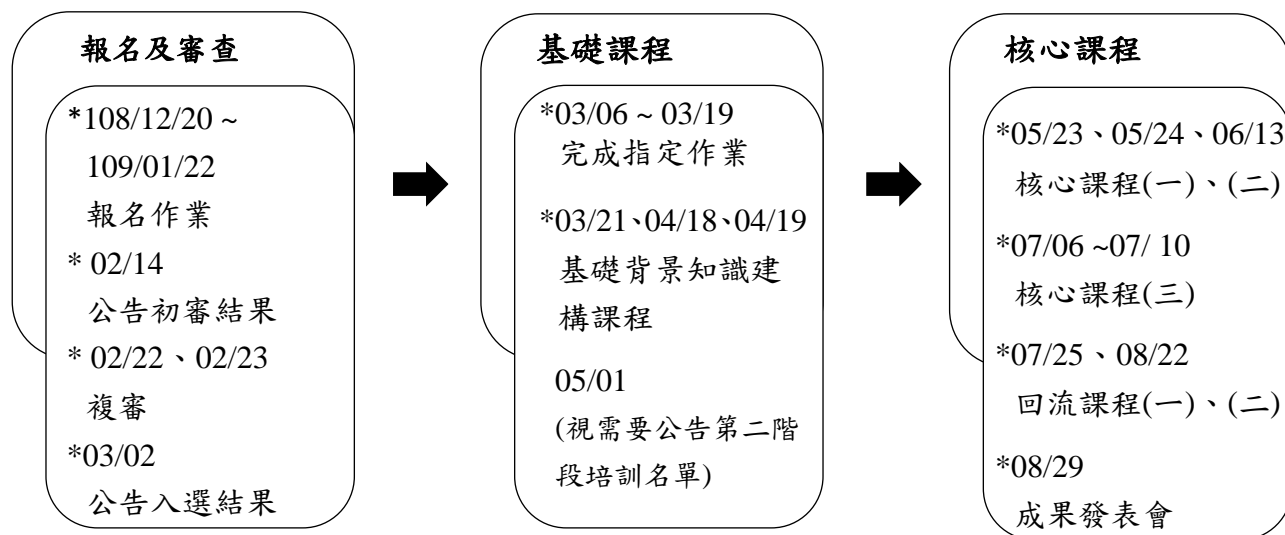 報名及審查
*108/12/20 ~
109/01/22
報名作業
* 02/14
公告初審結果
* 02/22、02/23
複審
*03/02
公告入選結果
基礎課程
*03/06 ~ 03/19
完成指定作業
*03/21、04/18、04/19
基礎背景知識建
構課程
05/01
(視需要公告第二階
段培訓名單)
核心課程
*05/23、05/24、06/13
核心課程(一)、(二)
*07/06 ~07/ 10
核心課程(三)
*07/25、08/22
回流課程(一)、(二)
*08/29
成果發表會